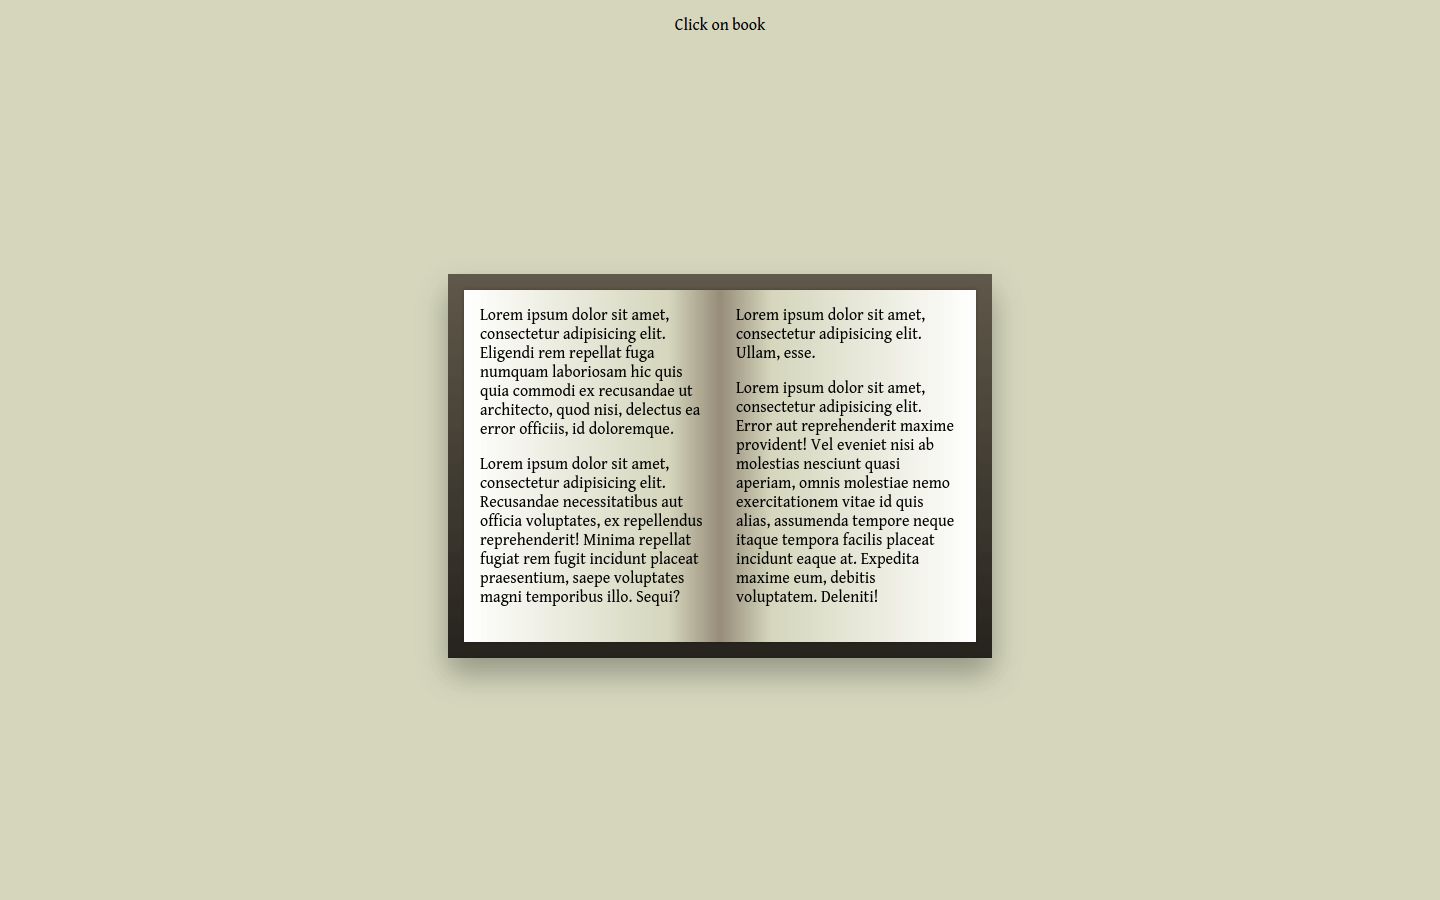 Click on book
Lorem ipsum dolor sit amet,
consectetur adipisicing elit.
Eligendi rem repellat fuga
numquam laboriosam hic quis
quia commodi ex recusandae ut
architecto, quod nisi, delectus ea
error officiis, id doloremque.
Lorem ipsum dolor sit amet,
consectetur adipisicing elit.
Recusandae necessitatibus aut
officia voluptates, ex repellendus
reprehenderit! Minima repellat
fugiat rem fugit incidunt placeat
praesentium, saepe voluptates
magni temporibus illo. Sequi?
Lorem ipsum dolor sit amet,
consectetur adipisicing elit.
Ullam, esse.
Lorem ipsum dolor sit amet,
consectetur adipisicing elit.
Error aut reprehenderit maxime
provident! Vel eveniet nisi ab
molestias nesciunt quasi
aperiam, omnis molestiae nemo
exercitationem vitae id quis
alias, assumenda tempore neque
itaque tempora facilis placeat
incidunt eaque at. Expedita
maxime eum, debitis
voluptatem. Deleniti!